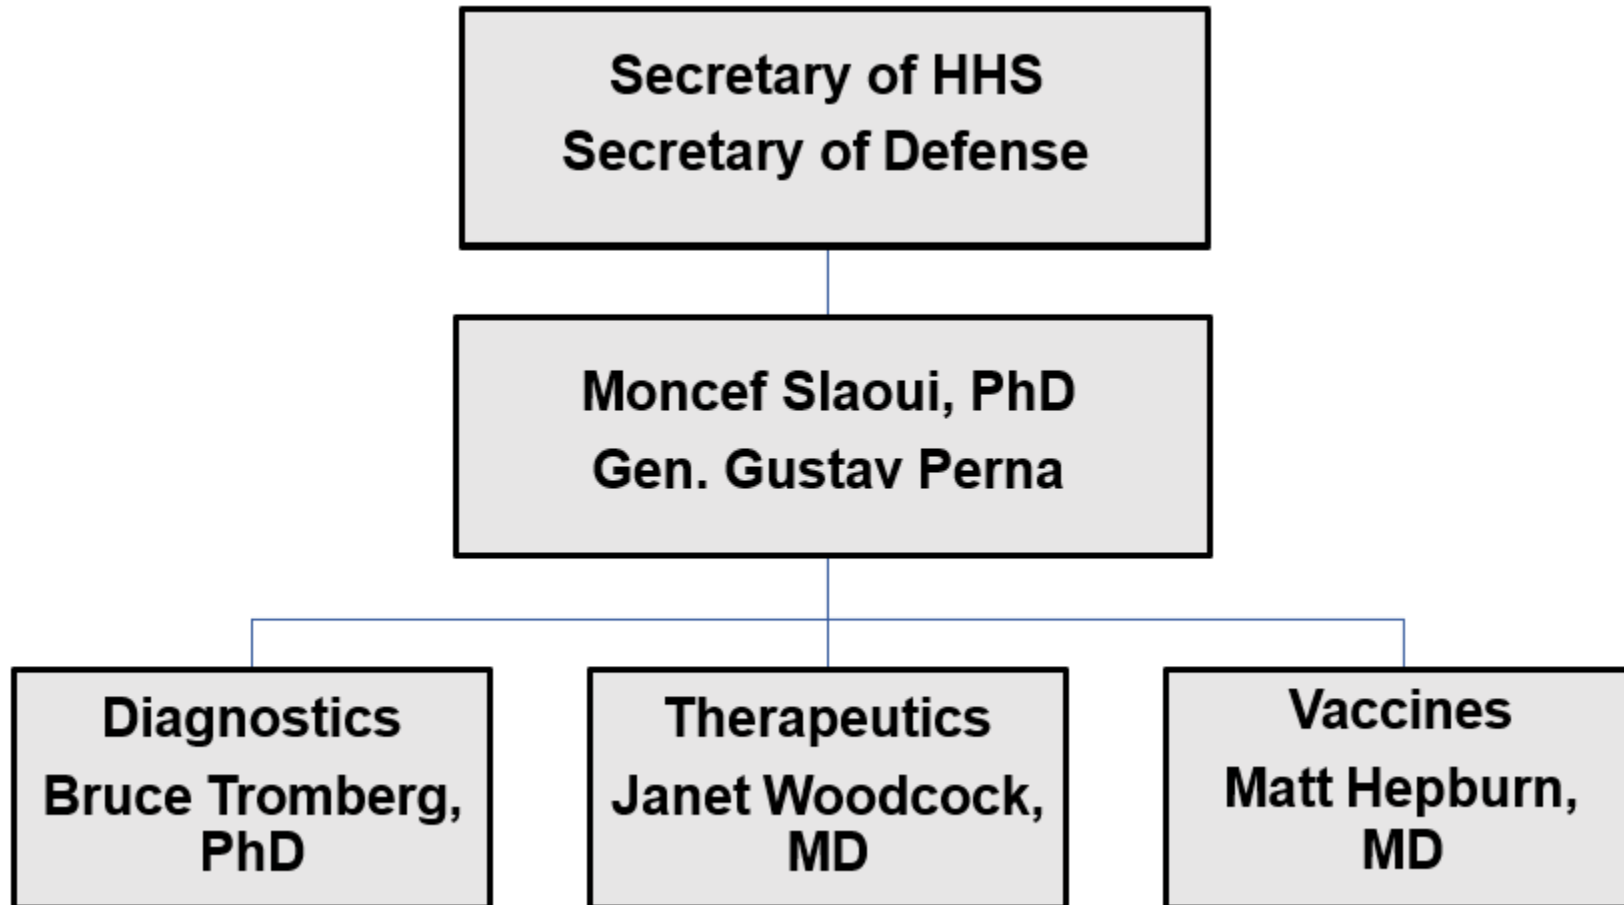 Secretary of HHS
Secretary of Defense
Moncef Slaoui, PhD
Gen. Gustav Perna
Diagnostics
Bruce Tromberg,
PhD
Therapeutics
Janet Woodcock,
MD
Vaccines
Matt Hepburn,
MD